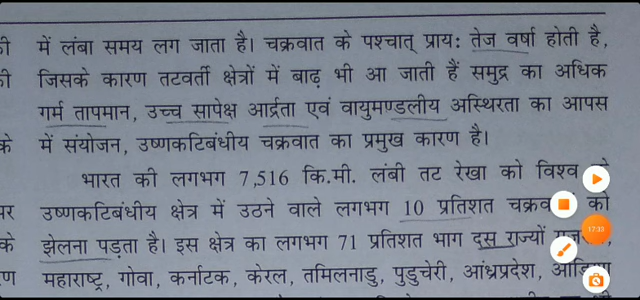 ी में लंबा समय लग जाता है। चक्रवात के पश्चात् प्राय: तेज वर्षा होती है,
की जिसके कारण तटवर्ती क्षेत्रों में बाढ़ भी आ जाती हैं समुद्र का अधिक
गर्म तापमान, उच्च सापेक्ष आर्द्रता एवं वायुमण्डलीय अस्थिरता का आपस
के में संयोजन, उष्णकटिबंधीय चक्रवात का प्रमुख कारण है।
भारत की लगभग 7,516 कि.मी. लंबी तट रेखा को विश्व
पर उष्णकटिबंधीय क्षेत्र में उठने वाले लगभग 10 प्रतिशत को
के झेलना पड़ता है। इस क्षेत्र का लगभग 71 प्रतिशत भाग दस राज्यों
17:33
ण महाराष्ट्र, गोवा, कर्नाटक, केरल, तमिलनाडु, पुडुचेरी, आंध्रप्रदेश,